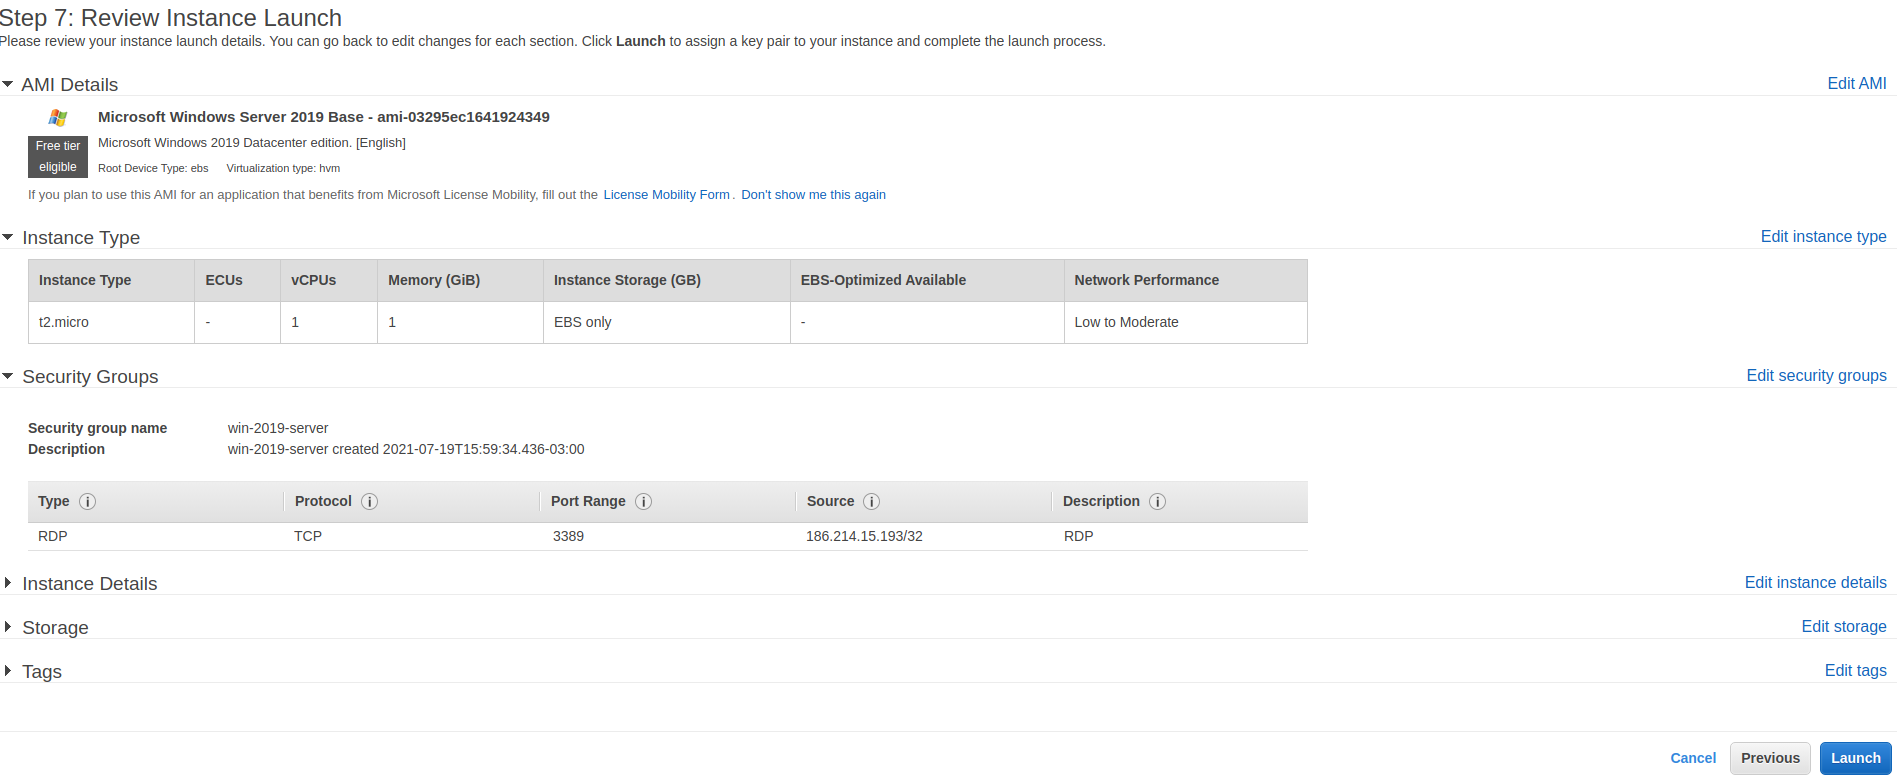 Step 7: Review Instance Launch
Please review your instance launch details. You can go back to edit changes for each section. Click Launch to assign a key pair to your instance and complete the launch process.
AMI Details Edit AMI
Microsoft Windows Server 2019 Base - ami-03295ec1641924349
Free tier eligible
Microsoft Windows 2019 Datacenter edition. [English]
Root Device Type: ebs Virtualization type: hvm
If you plan to use this AMI for an application that benefits from Microsoft License Mobility, fill out the License Mobility Form. Don't show me this again
Instance Type Edit instance type
Instance Type ECUs vCPUs Memory (GiB) Instance Storage (GB) EBS-Optimized Available Network Performance
t2.micro - 1 1 EBS only - Low to Moderate
Security Groups Edit security groups
Security group name win-2019-server
Description win-2019-server created 2021-07-19T15:59:34.436-03:00
Type i Protocol i Port Range i Source i Description i
RDP TCP 3389 186.214.15.193/32 RDP
Instance Details Edit instance details
Storage Edit storage
Tags Edit tags
Cancel Previous Launch